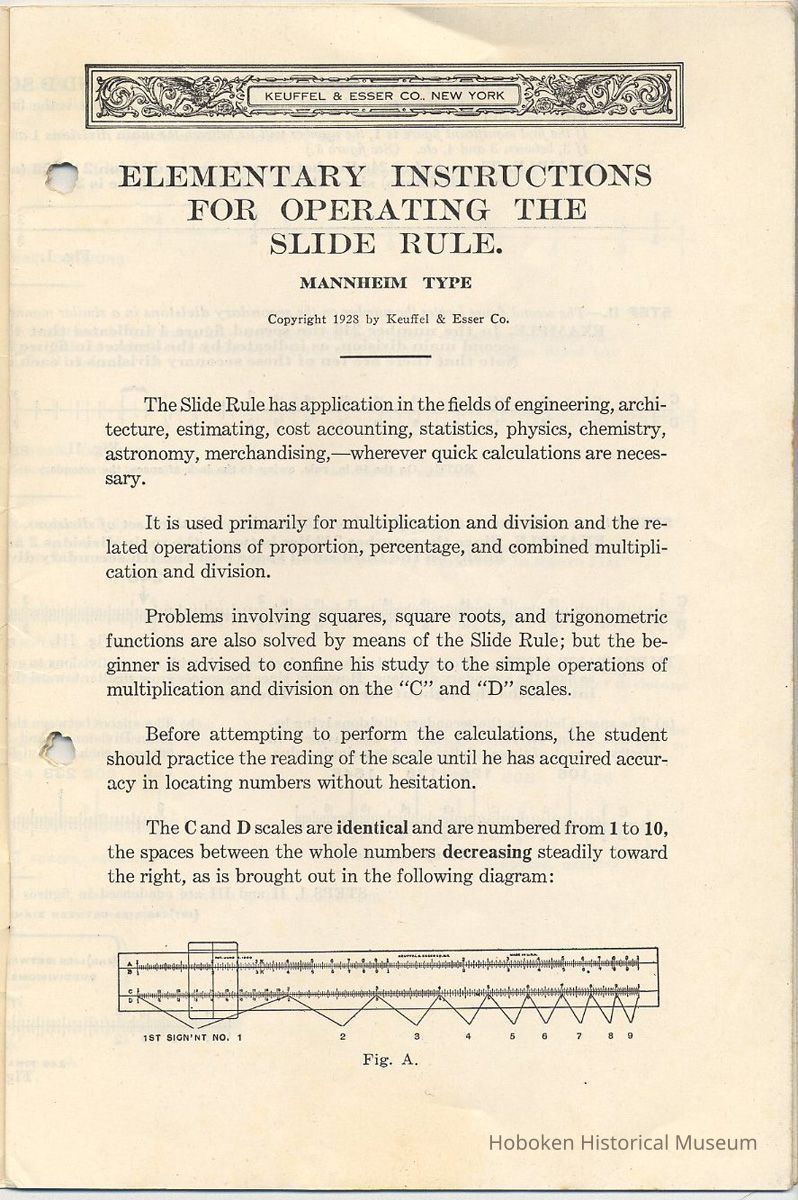 KEUFFEL & ESSER CO., NEW YORK
ELEMENTARY INSTRUCTIONS
FOR OPERATING THE
SLIDE RULE.
MANNHEIM TYPE
Copyright 1928 by Keuffel & Esser Co.
The Slide Rule has application in the fields of engineering, archi-
tecture, estimating, cost accounting, statistics, physics, chemistry,
astronomy, merchandising,—wherever quick calculations are neces-
sary.
It is used primarily for multiplication and division and the re-
lated operations of proportion, percentage, and combined multipli-
cation and division.
Problems involving squares, square roots, and trigonometric
functions are also solved by means of the Slide Rule; but the be-
ginner is advised to confine his study to the simple operations of
multiplication and division on the "C" and "D" scales.
Before attempting to perform the calculations, the student
should practice the reading of the scale until he has acquired accur-
acy in locating numbers without hesitation.
The C and D scales are identical and are numbered from 1 to 10,
the spaces between the whole numbers decreasing steadily toward
the right, as is brought out in the following diagram:
A
B
C
D
1ST SIGN'NT NO. 1 2 3 4 5 6 7 8 9
Fig. A.
Hoboken Historical Museum